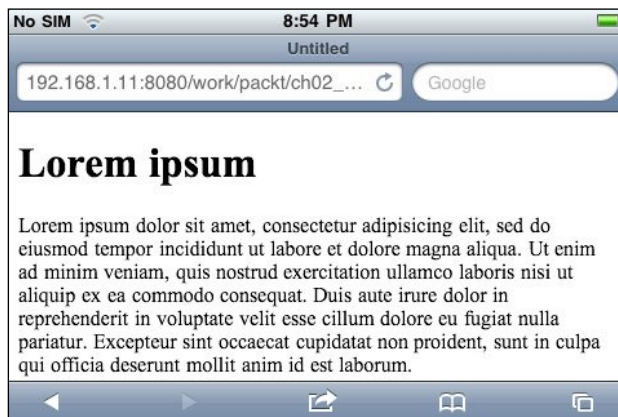 No SIM 8:54 PM
Untitled
192.168.1.11:8080/work/packt/ch02_... Google
Lorem ipsum
Lorem ipsum dolor sit amet, consectetur adipisicing elit, sed do
eiusmod tempor incididunt ut labore et dolore magna aliqua. Ut enim
ad minim veniam, quis nostrud exercitation ullamco laboris nisi ut
aliquip ex ea commodo consequat. Duis aute irure dolor in
reprehenderit in voluptate velit esse cillum dolore eu fugiat nulla
pariatur. Excepteur sint occaecat cupidatat non proident, sunt in culpa
qui officia deserunt mollit anim id est laborum.